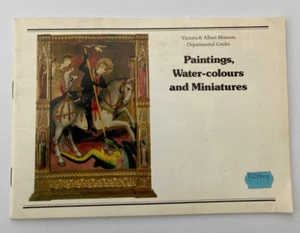 Victoria & Albert Museum
Departmental Guides
Paintings,
Water-colours
and Miniatures